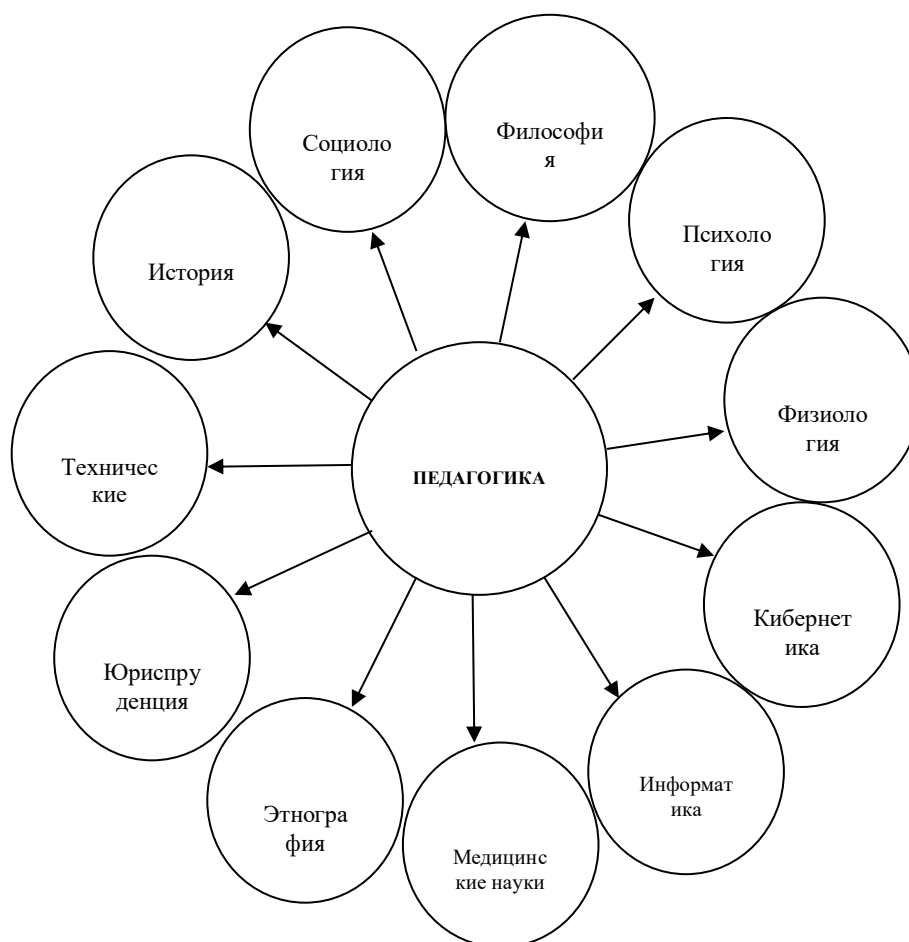 Социоло
гия
Философи
я
Психоло
гия
История
Физиоло
гия
Техничес
кие
ПЕДАГОГИКА
Кибернет
ика
Юриспру
денция
Информат
ика
Этногра
фия
Медицинс
кие науки